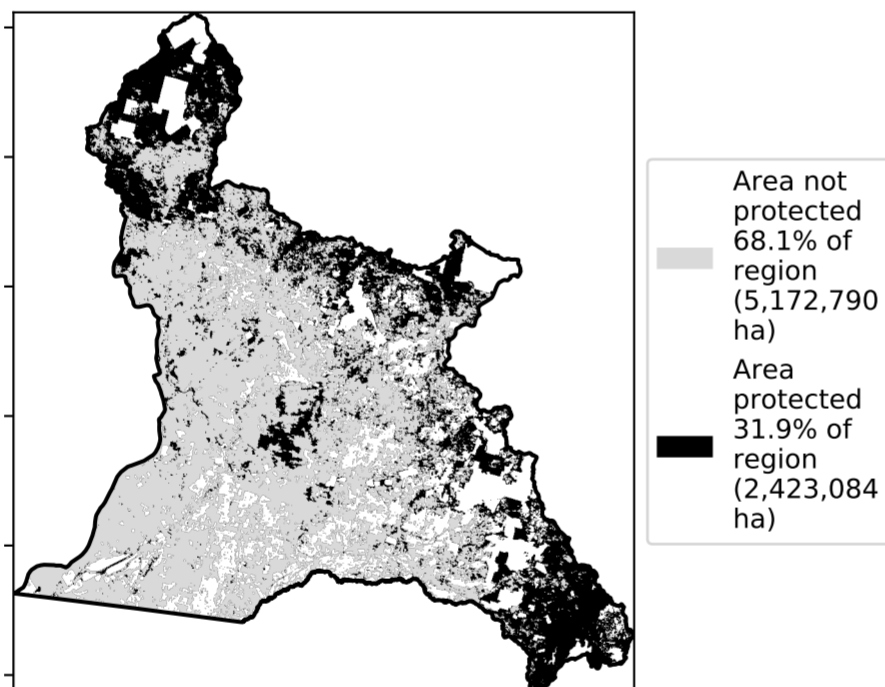 Area not
protected
68.1% of
region
(5,172,790
ha)
Area
protected
31.9% of
region
(2,423,084
ha)